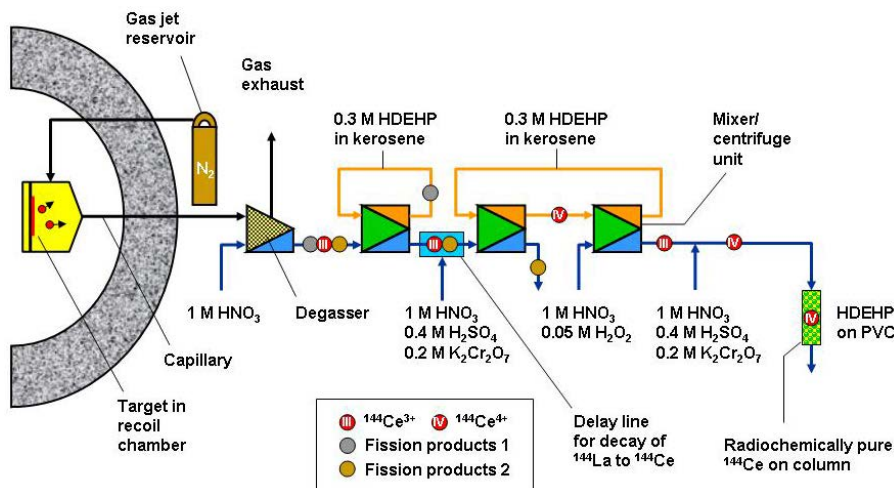 Gas jet
reservoir
Gas
exhaust
0.3 M HDEHP
in kerosene
0.3 M HDEHP
in kerosene
Mixer/
centrifuge
unit
N₂
IV
III
III
IV
1 M HNO₃
Degasser
1 M HNO₃
0.4 M H₂SO₄
0.2 M K₂Cr₂O₇
1 M HNO₃
0.05 M H₂O₂
1 M HNO₃
0.4 M H₂SO₄
0.2 M K₂Cr₂O₇
IV
HDEHP
on PVC
Capillary
Target in
recoil
chamber
III ¹⁴⁴Ce³⁺ IV ¹⁴⁴Ce⁴⁺
Fission products 1
Fission products 2
Delay line
for decay of
¹⁴⁴La to ¹⁴⁴Ce
Radiochemically pure
¹⁴⁴Ce on column
III